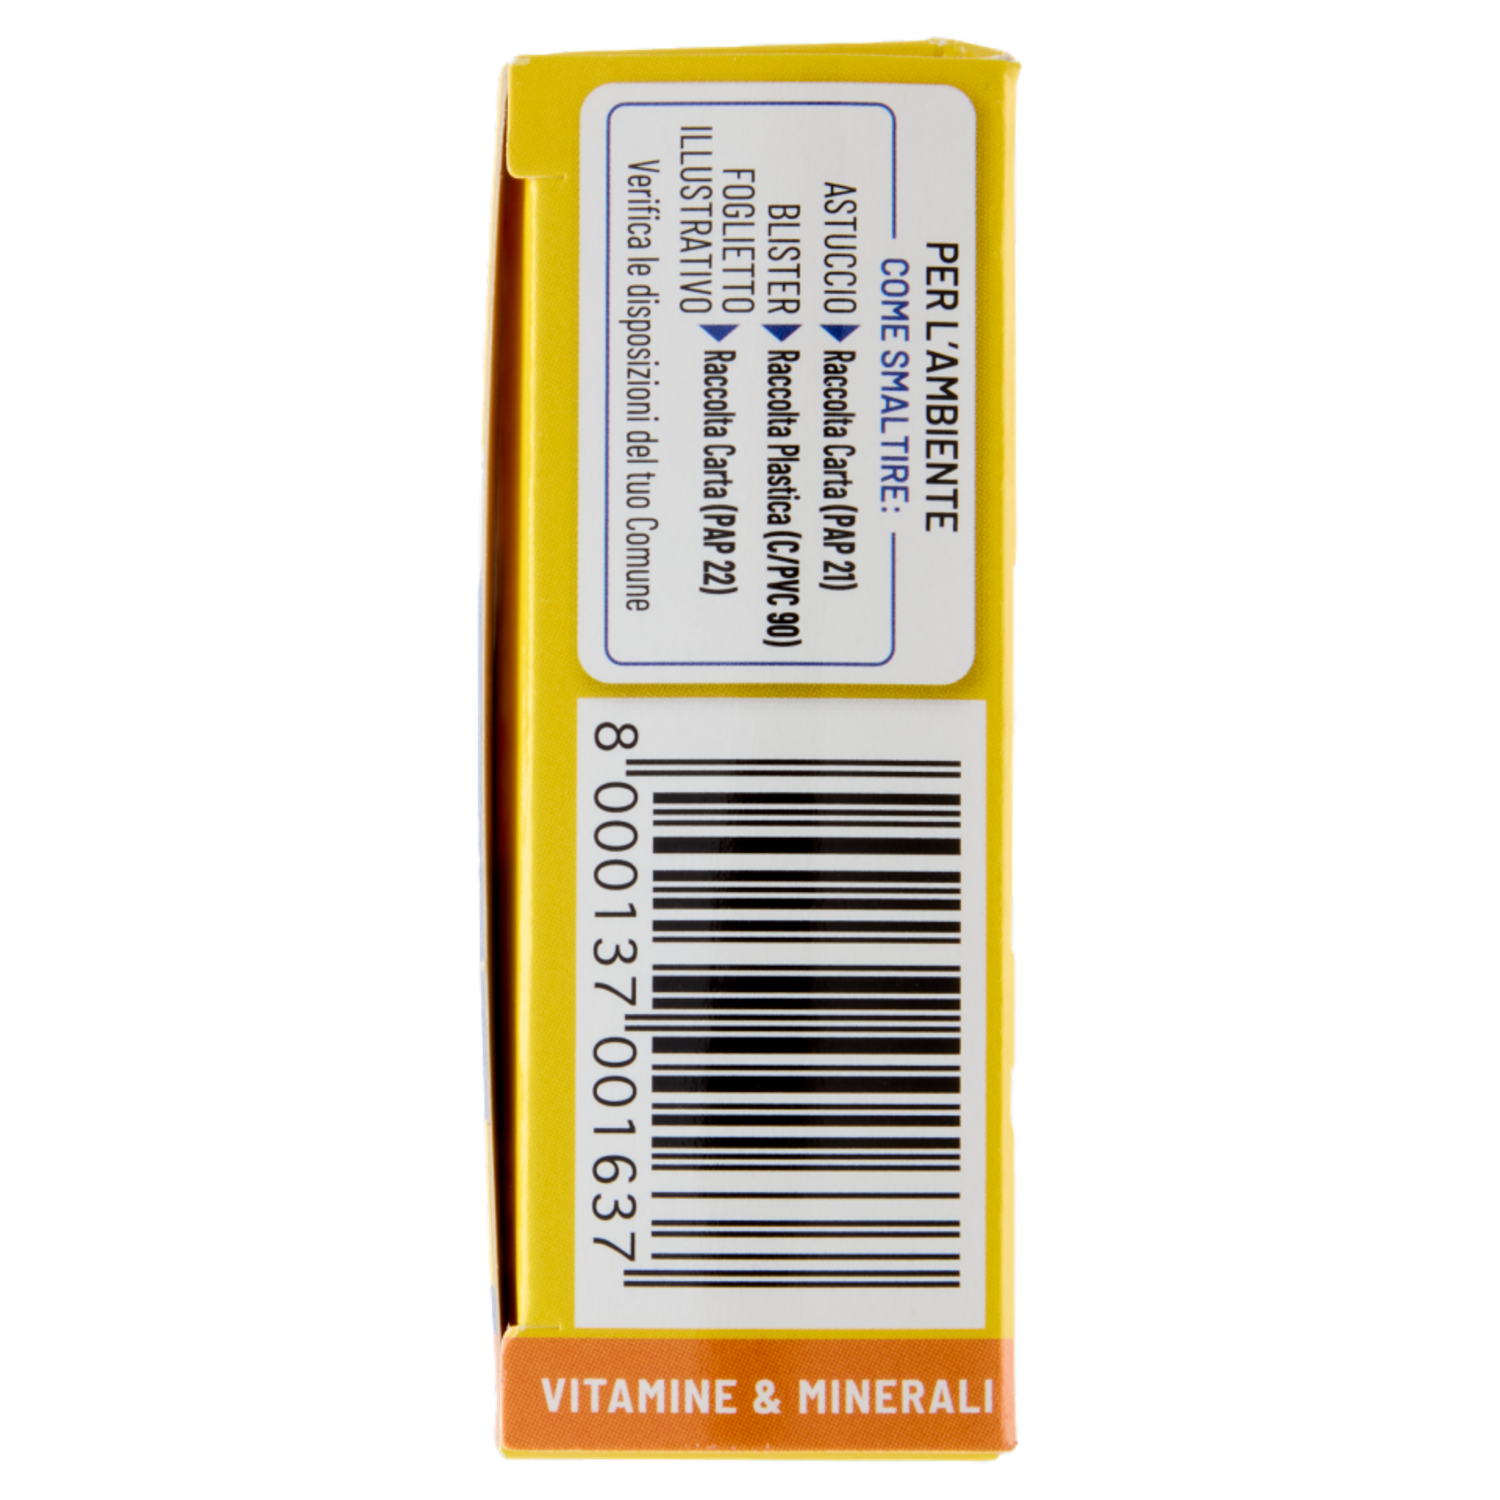 PER L'AMBIENTE
COME SMALTIRE:
ASTUCCIO Raccolta Carta (PAP 21)
BLISTER Raccolta Plastica (C/PVC 90)
FOGLIETTO
ILLUSTRATIVO Raccolta Carta (PAP 22)
Verifica le disposizioni del tuo Comune
8 000137 001637
VITAMINE & MINERALI